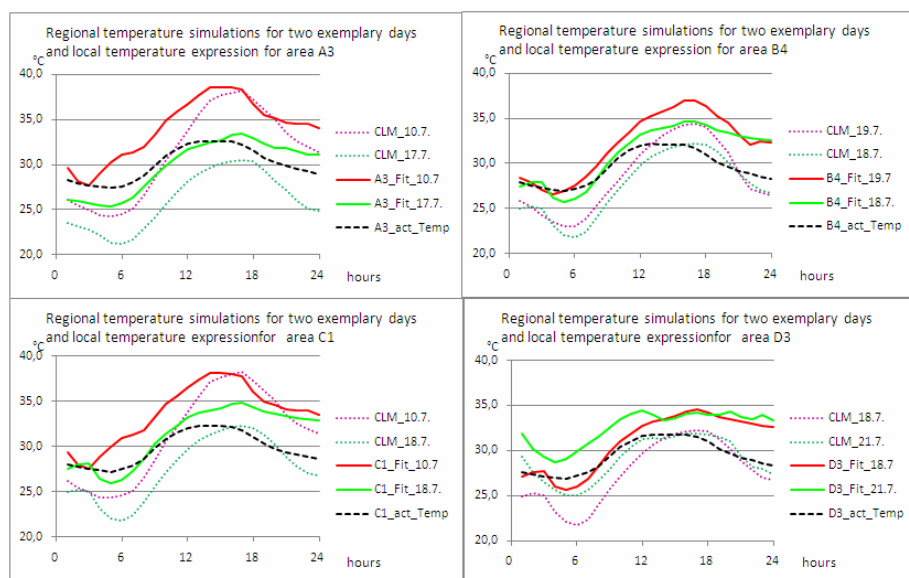 Regional temperature simulations for two exemplary days
and local temperature expression for area A3
°C
40,0
35,0
30,0
25,0
20,0
0 6 12 18 24 hours
CLM_10.7.
CLM_17.7.
A3_Fit_10.7
A3_Fit_17.7.
A3_act_Temp
Regional temperature simulations for two exemplary days
and local temperature expression for area B4
°C
40,0
35,0
30,0
25,0
20,0
0 6 12 18 24 hours
CLM_19.7.
CLM_18.7.
B4_Fit_19.7
B4_Fit_18.7.
B4_act_Temp
Regional temperature simulations for two exemplary days
and local temperature expressionfor area C1
°C
40,0
35,0
30,0
25,0
20,0
0 6 12 18 24 hours
CLM_10.7.
CLM_18.7.
C1_Fit_10.7
C1_Fit_18.7.
C1_act_Temp
Regional temperature simulations for two exemplary days
and local temperature expressionfor area D3
°C
40,0
35,0
30,0
25,0
20,0
0 6 12 18 24 hours
CLM_18.7.
CLM_21.7.
D3_Fit_18.7
D3_Fit_21.7.
D3_act_Temp